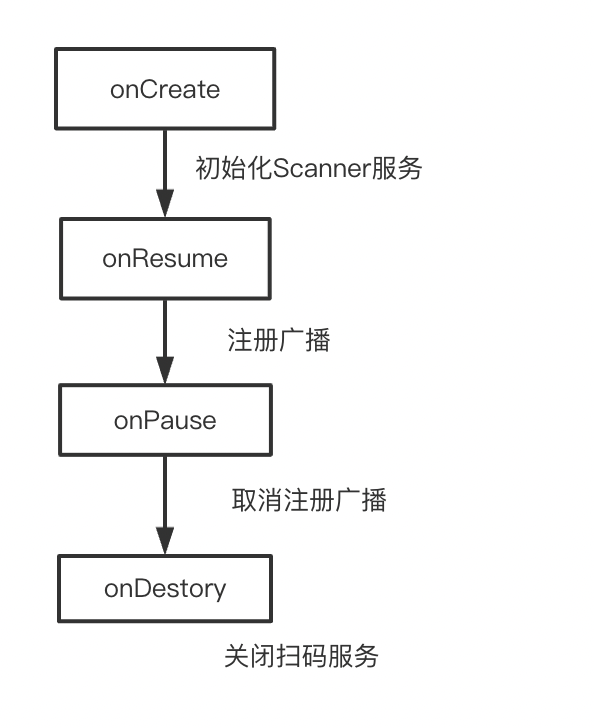 onCreate
初始化Scanner服务
onResume
注册广播
onPause
取消注册广播
onDestory
关闭扫码服务